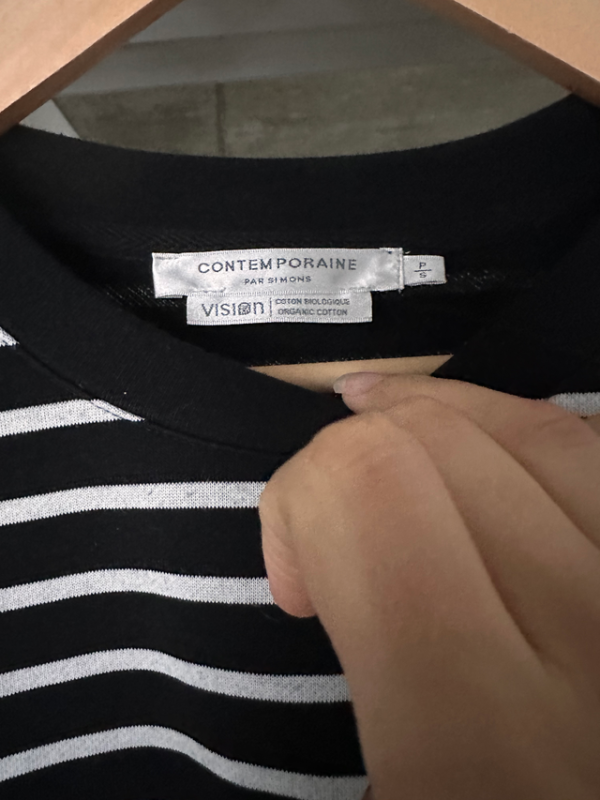 CONTEMPORAINE
PAR SIMONS
P
S
VISION
COTON BIOLOGIQUE
ORGANIC COTTON